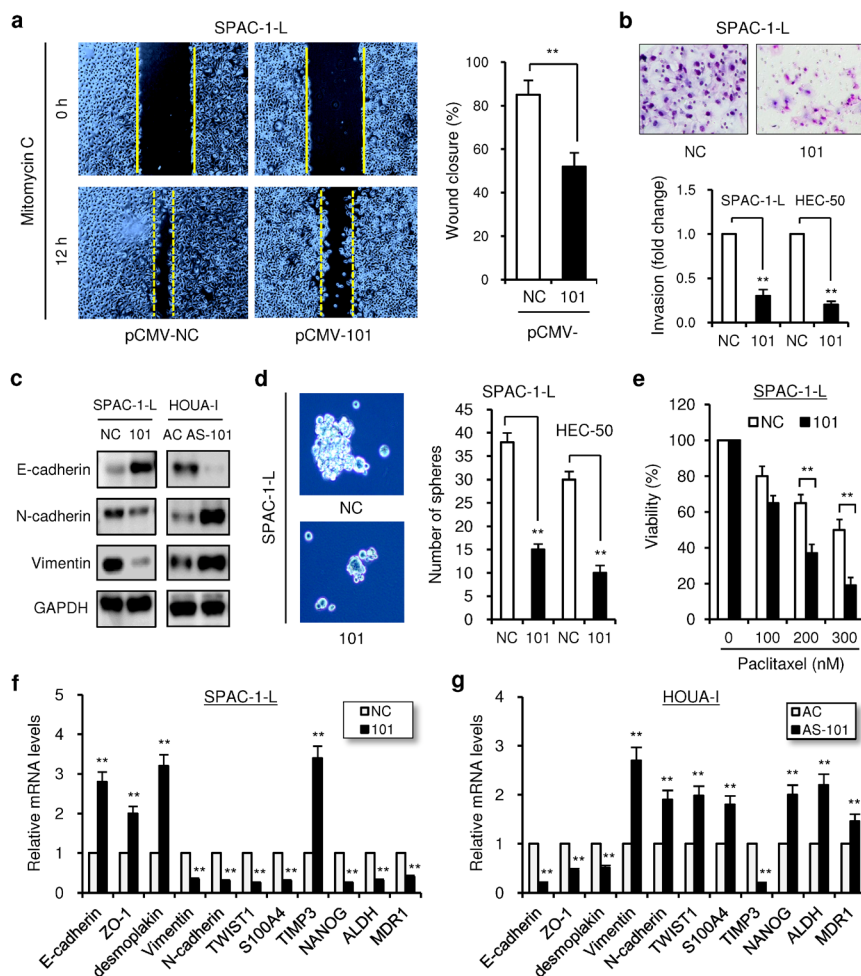 a
SPAC-1-L
Mitomycin C
0 h
12 h
pCMV-NC
pCMV-101
Wound closure (%)
100
80
60
40
20
0
**
NC 101
pCMV-
b
SPAC-1-L
NC
101
Invasion (fold change)
SPAC-1-L HEC-50
1.5
1.0
0.5
0.0
** **
NC 101 NC 101
c
SPAC-1-L HOUA-I
NC 101 AC AS-101
E-cadherin
N-cadherin
Vimentin
GAPDH
d
SPAC-1-L
NC
101
SPAC-1-L
HEC-50
Number of spheres
45
40
35
30
25
20
15
10
5
0
** **
NC 101 NC 101
e
SPAC-1-L
NC 101
Viability (%)
120
100
80
60
40
20
0
** **
0 100 200 300
Paclitaxel (nM)
f
SPAC-1-L
NC
101
Relative mRNA levels
5
4
3
2
1
0
** ** ** ** ** ** ** ** ** ** **
E-cadherin
ZO-1
desmoplakin
Vimentin
N-cadherin
TWIST1
S100A4
TIMP3
NANOG
ALDH
MDR1
g
HOUA-I
AC
AS-101
Relative mRNA levels
4
3
2
1
0
** ** ** ** ** ** ** ** ** ** **
E-cadherin
ZO-1
desmoplakin
Vimentin
N-cadherin
TWIST1
S100A4
TIMP3
NANOG
ALDH
MDR1